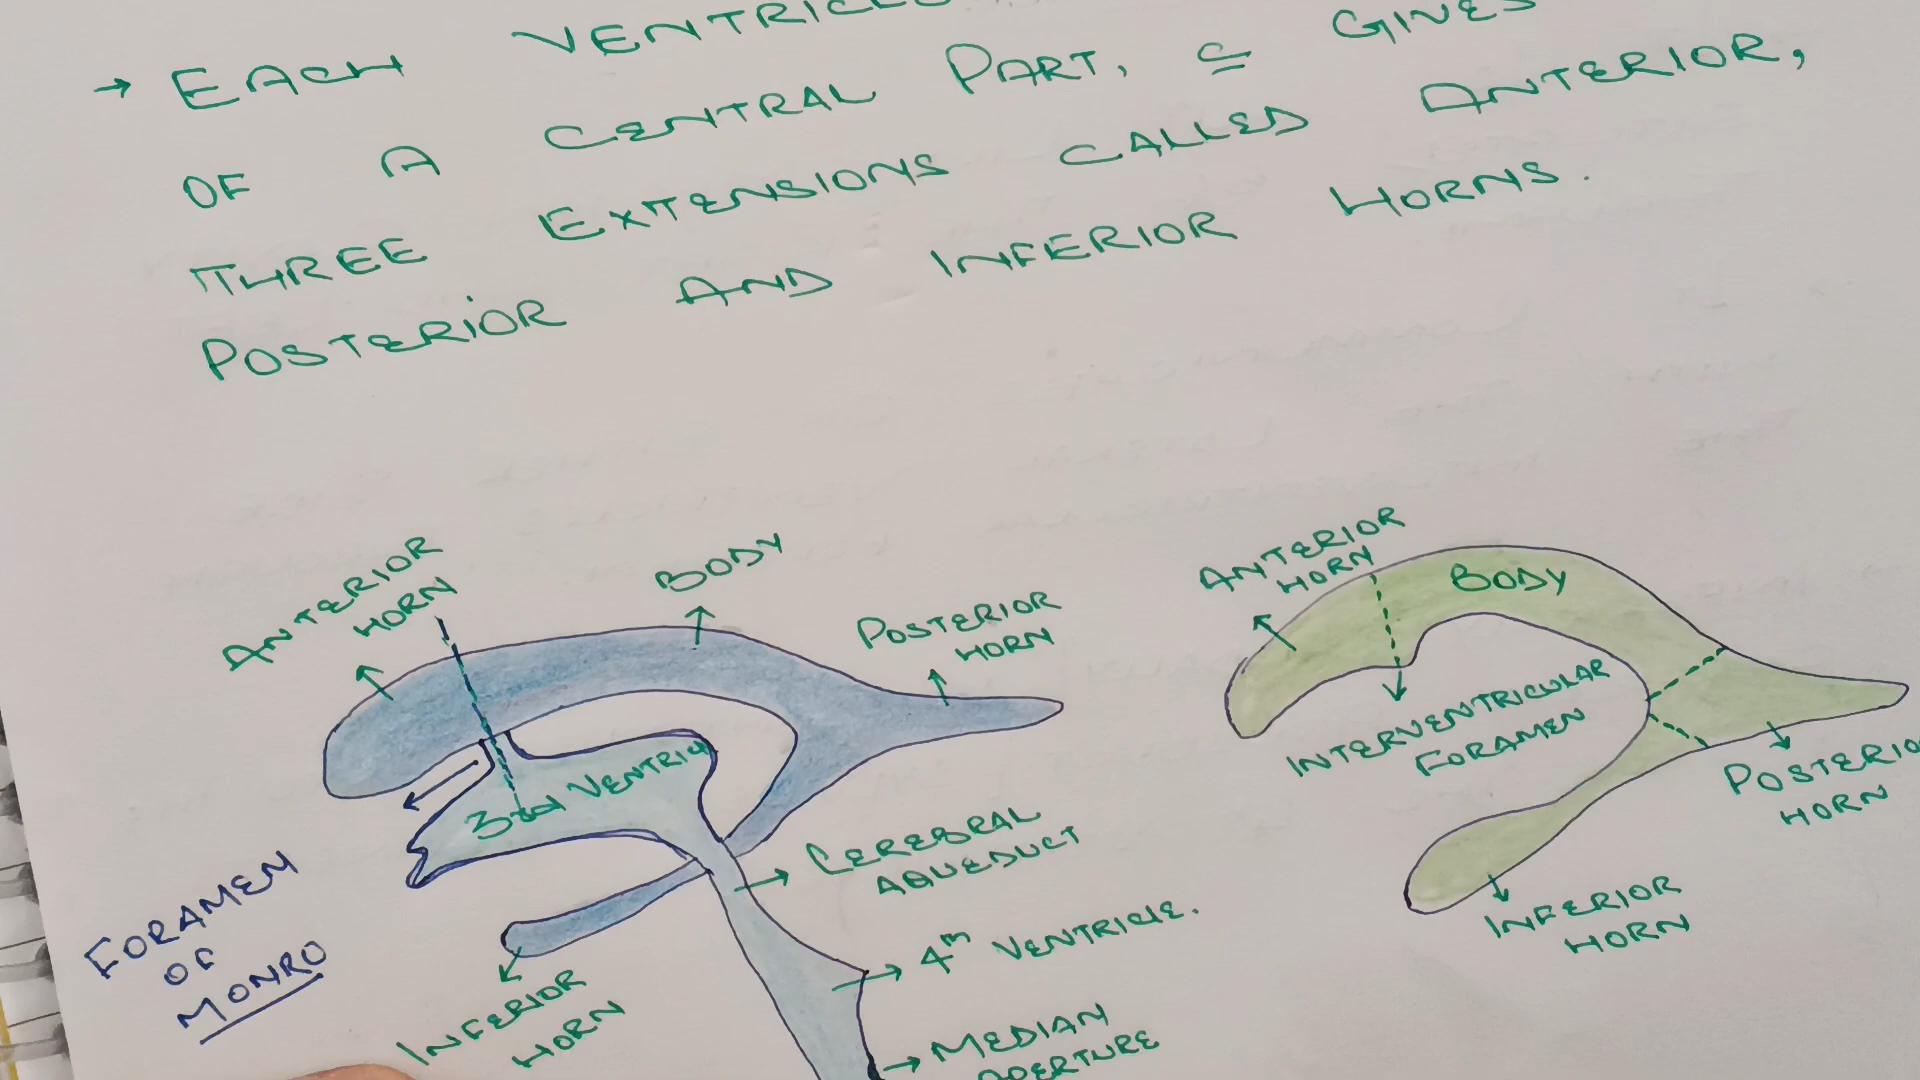 → EACH VENTRICLE
OF A CENTRAL PART, C̲ GIVES
THREE EXTENSIONS CALLED ANTERIOR,
POSTERIOR AND INFERIOR HORNS.
ANTERIOR
HORN
BODY
POSTERIOR
HORN
3rd VENTRICL
FORAMEN
OF
MONRO
CEREBRAL
AQUEDUCT
4th VENTRICLE.
INFERIOR
HORN
MEDIAN
APERTURE
ANTERIOR
HORN
BODY
INTERVENTRICULAR
FORAMEN
POSTERIO
HORN
INFERIOR
HORN